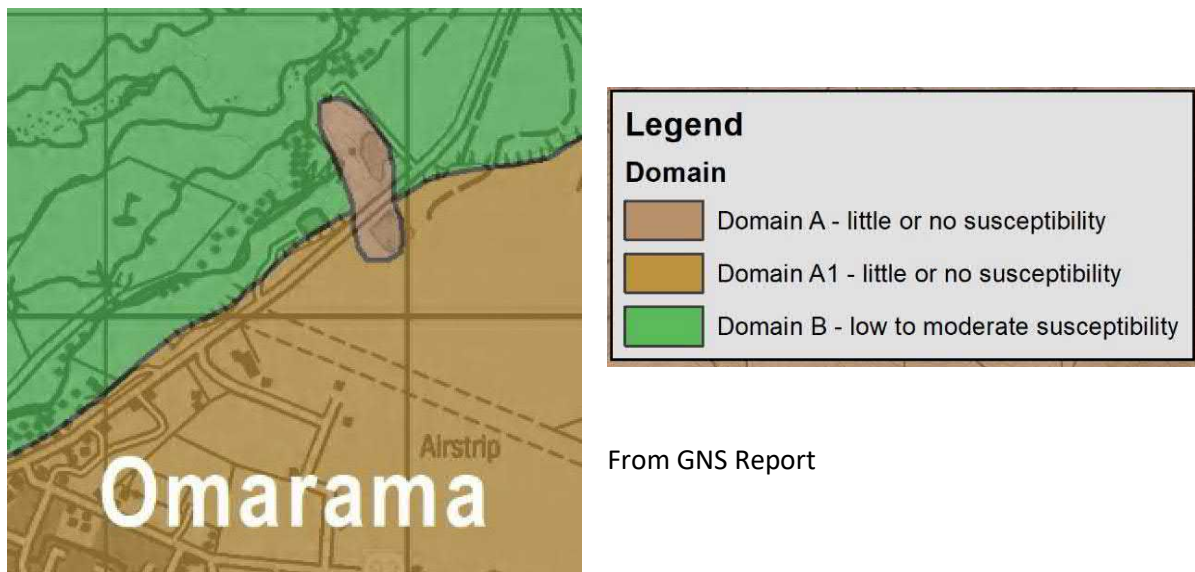 Airstrip
Omarama
Legend
Domain
Domain A - little or no susceptibility
Domain A1 - little or no susceptibility
Domain B - low to moderate susceptibility
From GNS Report